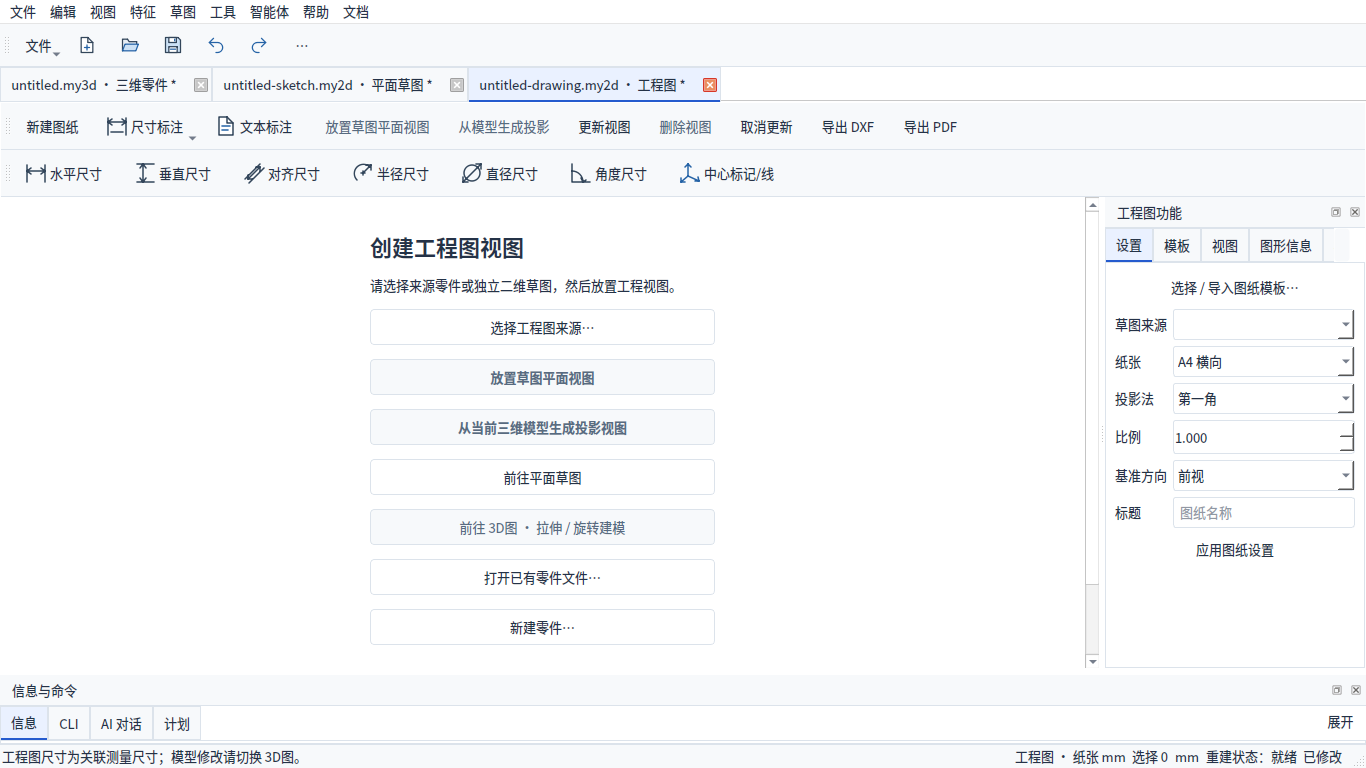 文件 编辑 视图 特征 草图 工具 智能体 帮助 文档
文件 …
untitled.my3d · 三维零件 * untitled-sketch.my2d · 平面草图 * untitled-drawing.my2d · 工程图 *
新建图纸 尺寸标注 文本标注 放置草图平面视图 从模型生成投影 更新视图 删除视图 取消更新 导出 DXF 导出 PDF
水平尺寸 垂直尺寸 对齐尺寸 半径尺寸 直径尺寸 角度尺寸 中心标记/线
创建工程图视图
请选择来源零件或独立二维草图，然后放置工程视图。
选择工程图来源…
放置草图平面视图
从当前三维模型生成投影视图
前往平面草图
前往 3D图 · 拉伸 / 旋转建模
打开已有零件文件…
新建零件…
工程图功能
设置 模板 视图 图形信息
选择 / 导入图纸模板…
草图来源
纸张 A4 横向
投影法 第一角
比例 1.000
基准方向 前视
标题 图纸名称
应用图纸设置
信息与命令
信息 CLI AI 对话 计划 展开
工程图尺寸为关联测量尺寸；模型修改请切换 3D图。 工程图 · 纸张 mm 选择 0 mm 重建状态：就绪 已修改